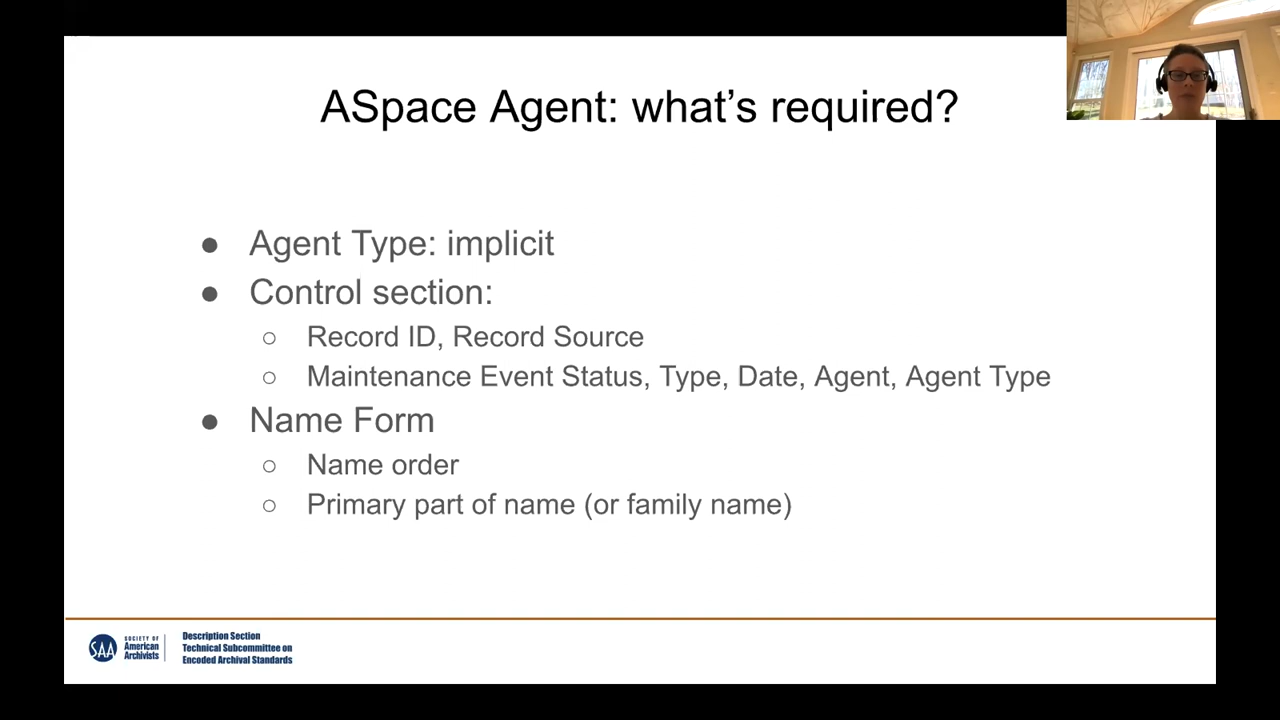 ASpace Agent: what's required?
● Agent Type: implicit
● Control section:
○ Record ID, Record Source
○ Maintenance Event Status, Type, Date, Agent, Agent Type
● Name Form
○ Name order
○ Primary part of name (or family name)
SAA
SOCIETY OF
American
Archivists
Description Section
Technical Subcommittee on
Encoded Archival Standards